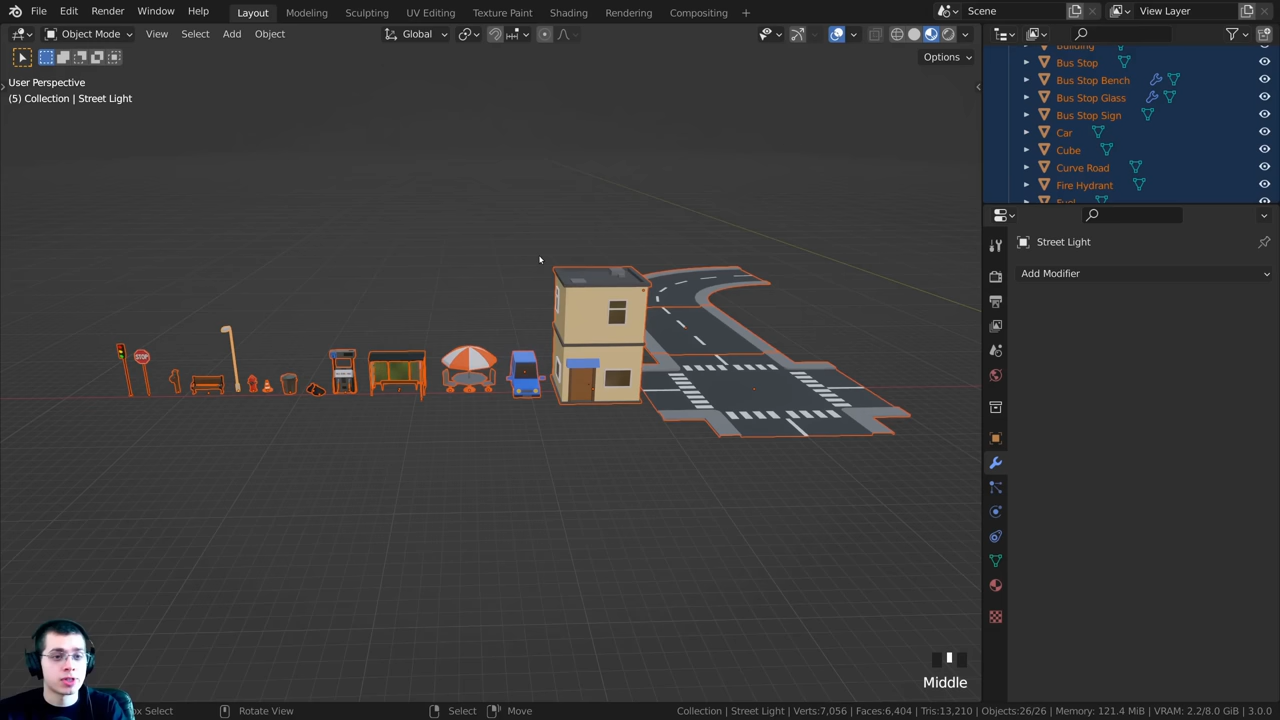 File Edit Render Window Help Layout Modeling Sculpting UV Editing Texture Paint Shading Rendering Compositing + Scene View Layer
Object Mode View Select Add Object Global
Options
User Perspective
(5) Collection | Street Light
Building
Bus Stop
Bus Stop Bench
Bus Stop Glass
Bus Stop Sign
Car
Cube
Curve Road
Fire Hydrant
Fuel
Street Light
Add Modifier
STOP
Middle
ox Select Rotate View Select Move Collection | Street Light | Verts:7,056 | Faces:6,404 | Tris:13,210 | Objects:26/26 | Memory: 121.4 MiB | VRAM: 2.2/8.0 GiB | 3.0.0